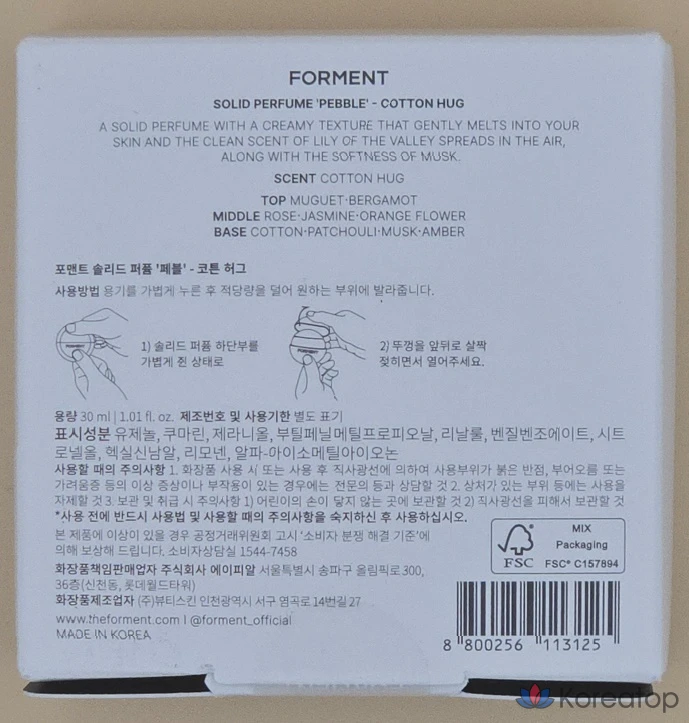 FORMENT
SOLID PERFUME 'PEBBLE' - COTTON HUG
A SOLID PERFUME WITH A CREAMY TEXTURE THAT GENTLY MELTS INTO YOUR
SKIN AND THE CLEAN SCENT OF LILY OF THE VALLEY SPREADS IN THE AIR,
ALONG WITH THE SOFTNESS OF MUSK.
SCENT COTTON HUG
TOP MUGUET·BERGAMOT
MIDDLE ROSE·JASMINE·ORANGE FLOWER
BASE COTTON·PATCHOULI·MUSK·AMBER
포맨트 솔리드 퍼퓸 '페블' - 코튼 허그
사용방법 용기를 가볍게 누른 후 적당량을 덜어 원하는 부위에 발라줍니다.
FORMENT
1) 솔리드 퍼퓸 하단부를
가볍게 쥔 상태로
FORMENT
2) 뚜껑을 앞뒤로 살짝
젖히면서 열어주세요.
용량 30 ml | 1.01 fl. oz. 제조번호 및 사용기한 별도 표기
표시성분 유제놀, 쿠마린, 제라니올, 부틸페닐메틸프로피오날, 리날룰, 벤질벤조에이트, 시트
로넬올, 헥실신남알, 리모넨, 알파-아이소메틸아이오논
사용할 때의 주의사항 1. 화장품 사용 시 또는 사용 후 직사광선에 의하여 사용부위가 붉은 반점, 부어오름 또는
가려움증 등의 이상 증상이나 부작용이 있는 경우에는 전문의 등과 상담할 것 2. 상처가 있는 부위 등에는 사용을
자제할 것 3. 보관 및 취급 시 주의사항 1) 어린이의 손이 닿지 않는 곳에 보관할 것 2) 직사광선을 피해서 보관할 것
*사용 전에 반드시 사용법 및 사용할 때의 주의사항을 숙지하신 후 사용하십시오.
본 제품에 이상이 있을 경우 공정거래위원회 고시 '소비자 분쟁 해결 기준'에
의해 보상해 드립니다. 소비자상담실 1544-7458
화장품책임판매업자 주식회사 에이피알 서울특별시 송파구 올림픽로 300,
36층(신천동, 롯데월드타워)
화장품제조업자 (주)뷰티스킨 인천광역시 서구 염곡로 14번길 27
www.theforment.com | @forment_official
MADE IN KOREA
FSC
MIX
Packaging
FSC® C157894
8 800256 113125
Koreatop